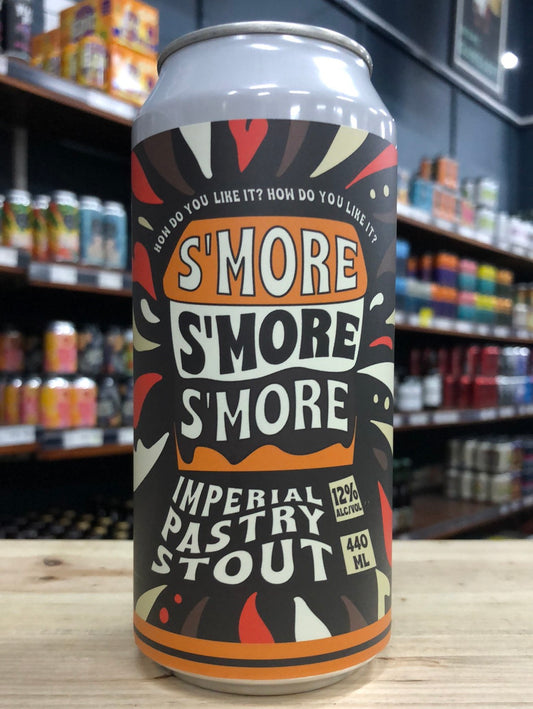 HOW DO YOU LIKE IT? HOW DO YOU LIKE IT?
S'MORE
S'MORE
S'MORE
IMPERIAL
PASTRY
STOUT
12%
ALC/VOL
440
ML